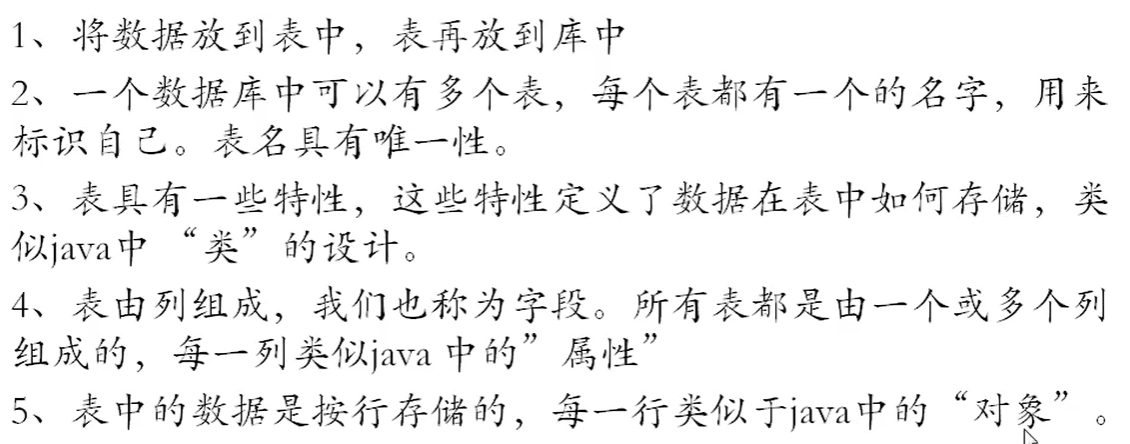 1、将数据放到表中，表再放到库中
2、一个数据库中可以有多个表，每个表都有一个的名字，用来
标识自己。表名具有唯一性。
3、表具有一些特性，这些特性定义了数据在表中如何存储，类
似java中 “类”的设计。
4、表由列组成，我们也称为字段。所有表都是由一个或多个列
组成的，每一列类似java 中的”属性”
5、表中的数据是按行存储的，每一行类似于java中的“对象”。